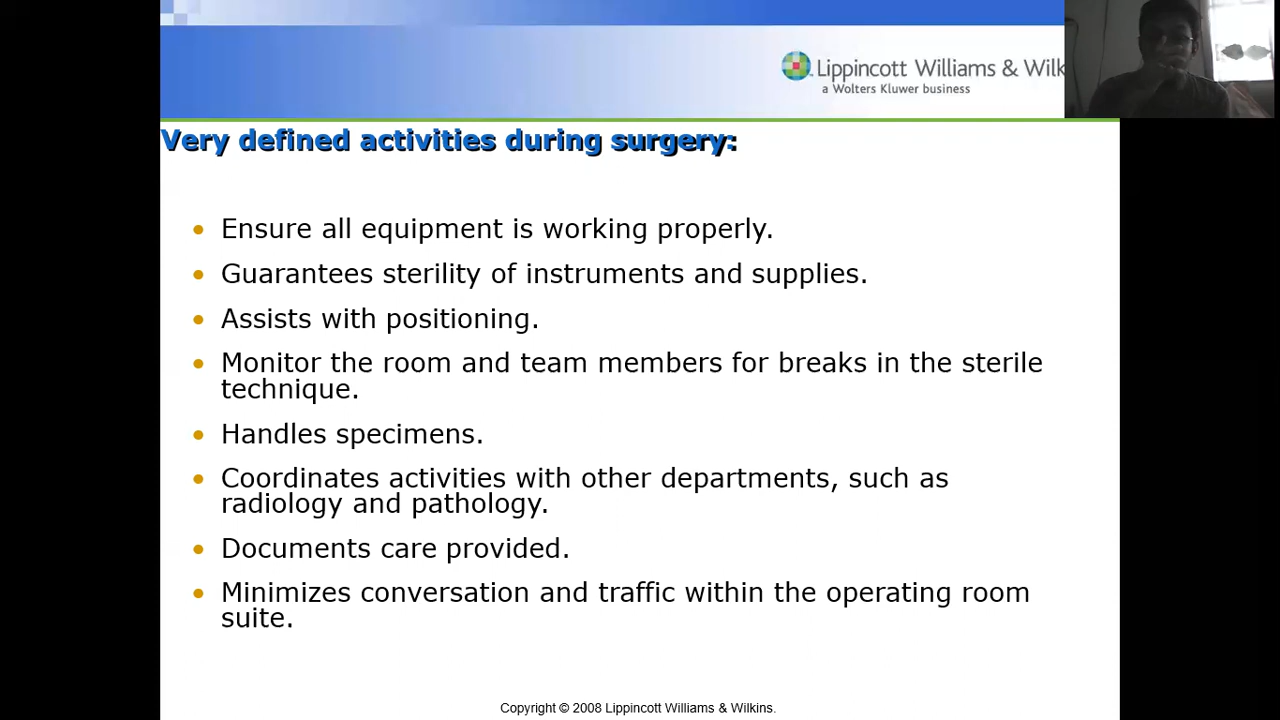 Lippincott Williams & Wilk
a Wolters Kluwer business
Very defined activities during surgery:
• Ensure all equipment is working properly.
• Guarantees sterility of instruments and supplies.
• Assists with positioning.
• Monitor the room and team members for breaks in the sterile
technique.
• Handles specimens.
• Coordinates activities with other departments, such as
radiology and pathology.
• Documents care provided.
• Minimizes conversation and traffic within the operating room
suite.
Copyright © 2008 Lippincott Williams & Wilkins.